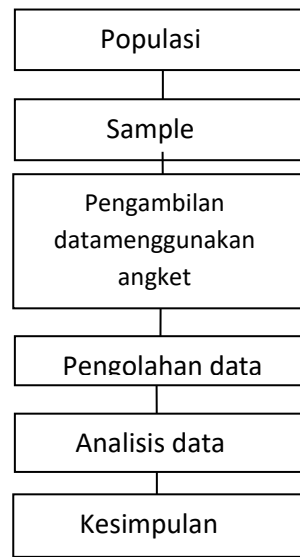 Populasi
Sample
Pengambilan
datamenggunakan
angket
Pengolahan data
Analisis data
Kesimpulan